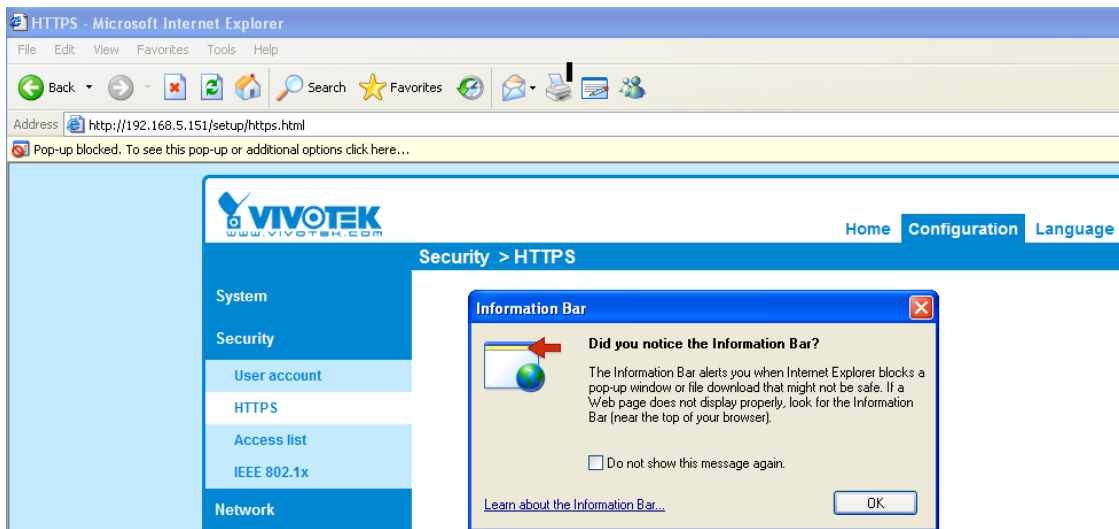 HTTPS - Microsoft Internet Explorer
File Edit View Favorites Tools Help
Back Search Favorites
Address http://192.168.5.151/setup/https.html
Pop-up blocked. To see this pop-up or additional options click here...
VIVOTEK
www.vivotek.com
Home Configuration Language
Security > HTTPS
System
Security
User account
HTTPS
Access list
IEEE 802.1x
Network
Information Bar
Did you notice the Information Bar?
The Information Bar alerts you when Internet Explorer blocks a
pop-up window or file download that might not be safe. If a
Web page does not display properly, look for the Information
Bar (near the top of your browser).
Do not show this message again.
Learn about the Information Bar...
OK